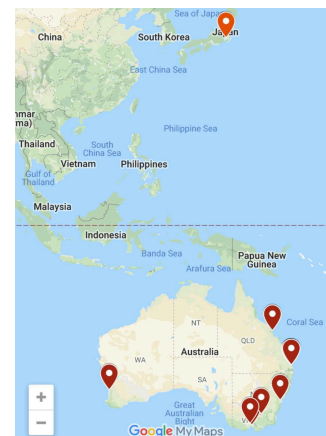 Sea of Japan
China
South Korea
Japan
East China Sea
Philippine Sea
Thailand
South
China Sea
Vietnam
Philippines
Gulf of
Thailand
Malaysia
Indonesia
Banda Sea
Papua New
Guinea
Arafura Sea
Coral Sea
NT
QLD
Australia
WA
SA
Great
Australian
Bight
+
−
Google My Maps